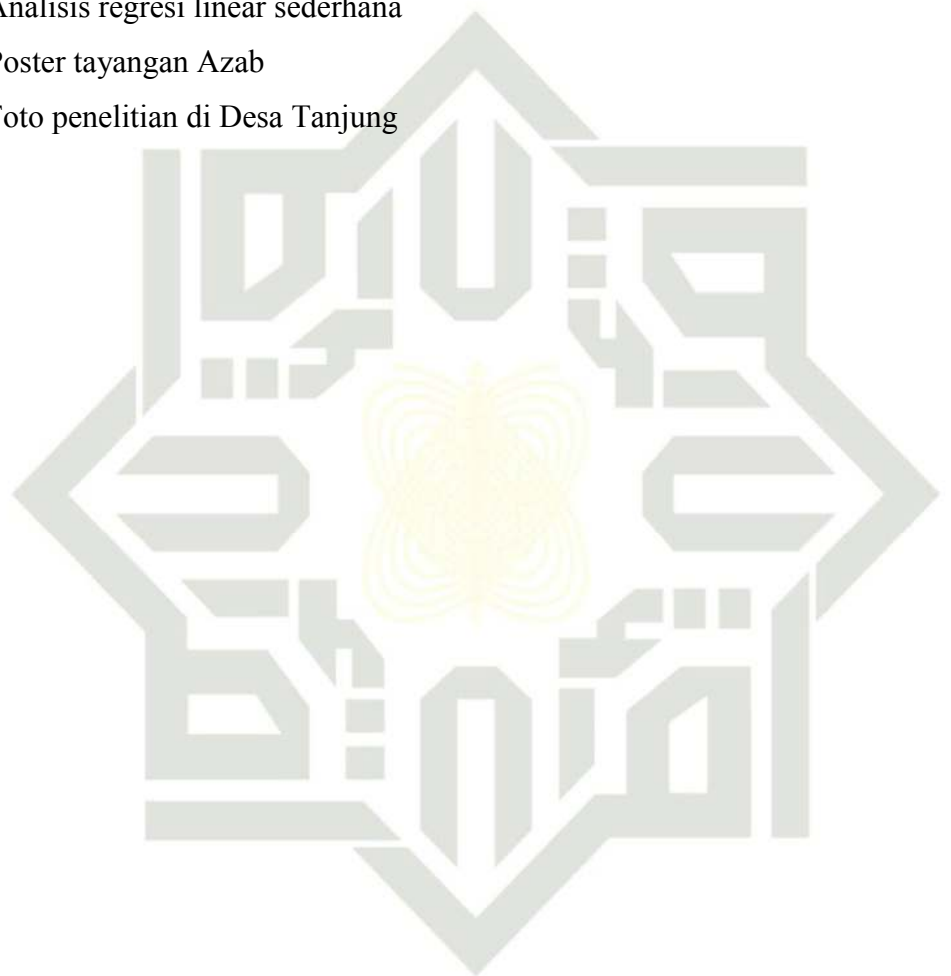 Analisis regresi linear sederhana
Poster tayangan Azab
Foto penelitian di Desa Tanjung